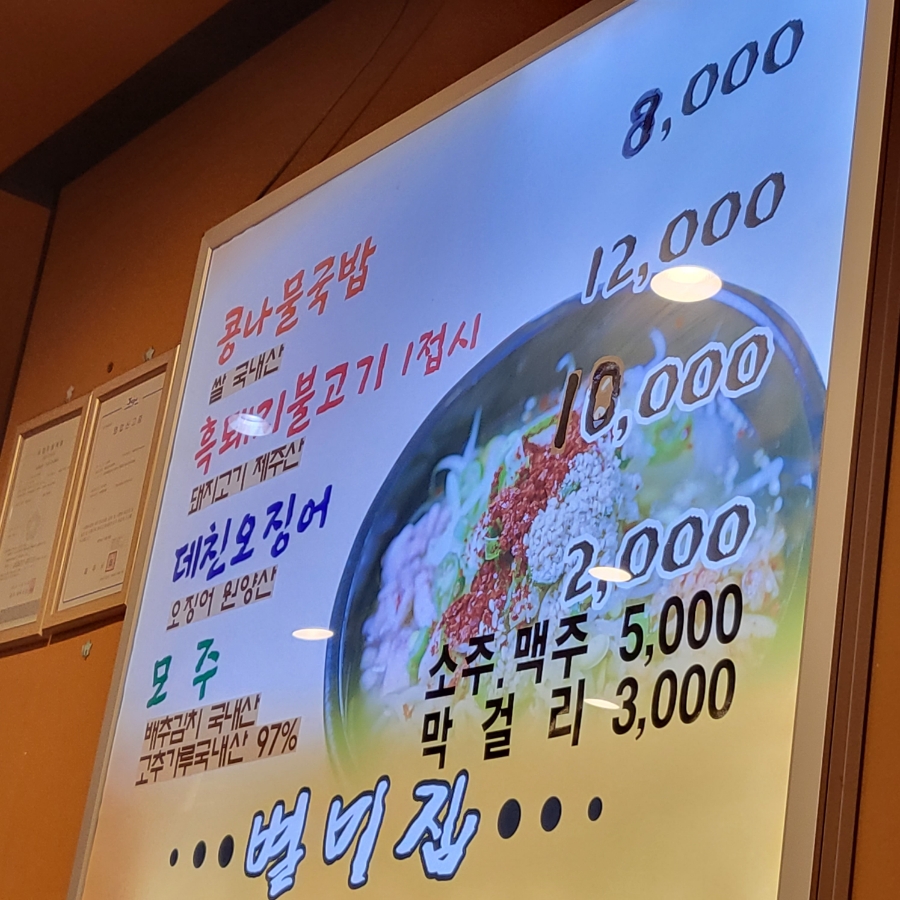 콩나물국밥 8,000
쌀 국내산
흑돼지불고기 1접시 12,000
돼지고기 제주산
데친오징어 10,000
오징어 원양산
모 주 2,000
소주.맥주 5,000
막 걸 리 3,000
배추김치 국내산
고추가루국내산 97%
···별미집···